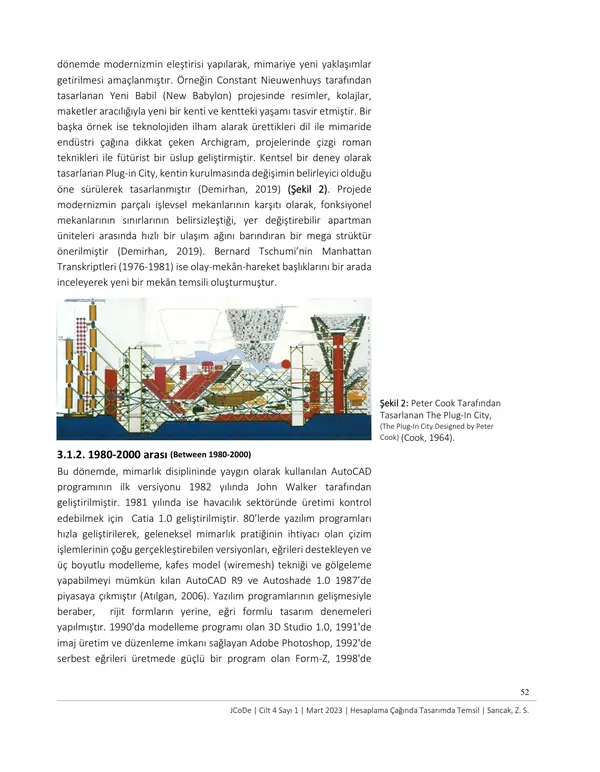 dönemde modernizmin eleştirisi yapılarak, mimariye yeni yaklaşımlar
getirilmesi amaçlanmıştır. Örneğin Constant Nieuwenhuys tarafından
tasarlanan Yeni Babil (New Babylon) projesinde resimler, kolajlar,
maketler aracılığıyla yeni bir kenti ve kentteki yaşamı tasvir etmiştir. Bir
başka örnek ise teknolojiden ilham alarak ürettikleri dil ile mimaride
endüstri çağına dikkat çeken Archigram, projelerinde çizgi roman
teknikleri ile fütürist bir üslup geliştirmiştir. Kentsel bir deney olarak
tasarlanan Plug-in City, kentin kurulmasında değişimin belirleyici olduğu
öne sürülerek tasarlanmıştır (Demirhan, 2019) (Şekil 2). Projede
modernizmin parçalı işlevsel mekanlarının karşıtı olarak, fonksiyonel
mekanlarının sınırlarının belirsizleştiği, yer değiştirebilir apartman
üniteleri arasında hızlı bir ulaşım ağını barındıran bir mega strüktür
önerilmiştir (Demirhan, 2019). Bernard Tschumi’nin Manhattan
Transkriptleri (1976-1981) ise olay-mekân-hareket başlıklarını bir arada
inceleyerek yeni bir mekân temsili oluşturmuştur.
Şekil 2: Peter Cook Tarafından
Tasarlanan The Plug-In City,
(The Plug-In City Designed by Peter
Cook) (Cook, 1964).
3.1.2. 1980-2000 arası (Between 1980-2000)
Bu dönemde, mimarlık disiplininde yaygın olarak kullanılan AutoCAD
programının ilk versiyonu 1982 yılında John Walker tarafından
geliştirilmiştir. 1981 yılında ise havacılık sektöründe üretimi kontrol
edebilmek için Catia 1.0 geliştirilmiştir. 80’lerde yazılım programları
hızla geliştirilerek, geleneksel mimarlık pratiğinin ihtiyacı olan çizim
işlemlerinin çoğu gerçekleştirebilen versiyonları, eğrileri destekleyen ve
üç boyutlu modelleme, kafes model (wiremesh) tekniği ve gölgeleme
yapabilmeyi mümkün kılan AutoCAD R9 ve Autoshade 1.0 1987’de
piyasaya çıkmıştır (Atılgan, 2006). Yazılım programlarının gelişmesiyle
beraber, rijit formların yerine, eğri formlu tasarım denemeleri
yapılmıştır. 1990'da modelleme programı olan 3D Studio 1.0, 1991'de
imaj üretim ve düzenleme imkanı sağlayan Adobe Photoshop, 1992'de
serbest eğrileri üretmede güçlü bir program olan Form-Z, 1998'de
52
JCoDe | Cilt 4 Sayı 1 | Mart 2023 | Hesaplama Çağında Tasarımda Temsil | Sancak, Z. S.